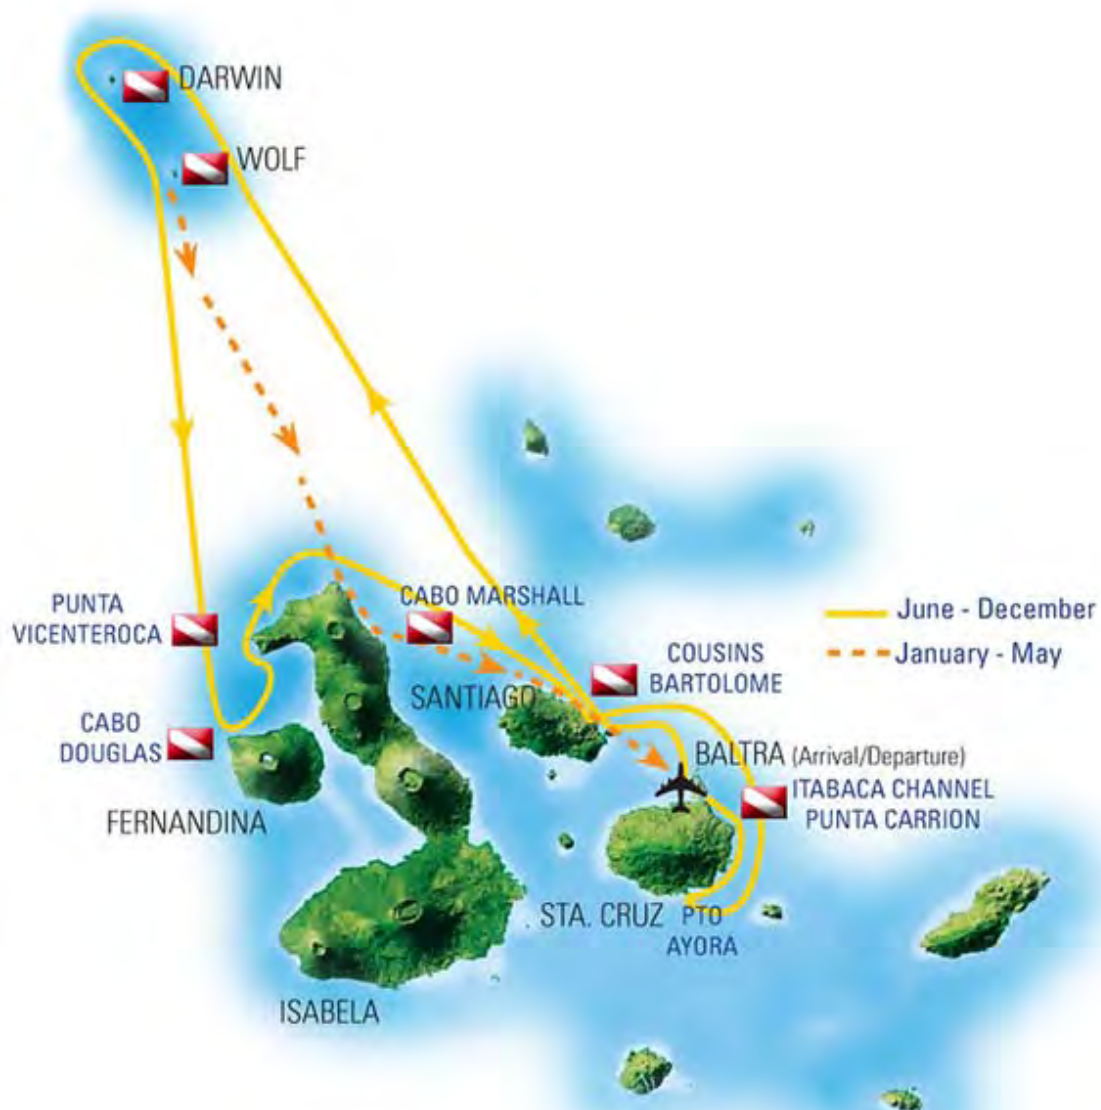 DARWIN
WOLF
PUNTA
VICENTEROCA
CABO MARSHALL
June - December
January - May
COUSINS
BARTOLOME
SANTIAGO
CABO
DOUGLAS
BALTRA (Arrival/Departure)
ITABACA CHANNEL
PUNTA CARRION
FERNANDINA
STA. CRUZ
PTO
AYORA
ISABELA